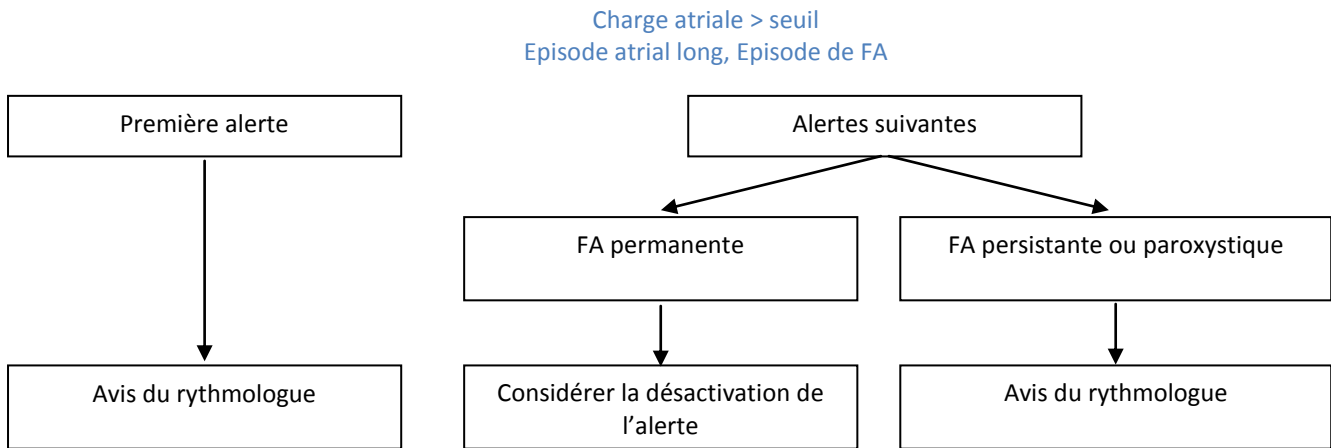 Charge atriale > seuil
Episode atrial long, Episode de FA
Première alerte
Alertes suivantes
FA permanente
FA persistante ou paroxystique
Avis du rythmologue
Considérer la désactivation de
l’alerte
Avis du rythmologue